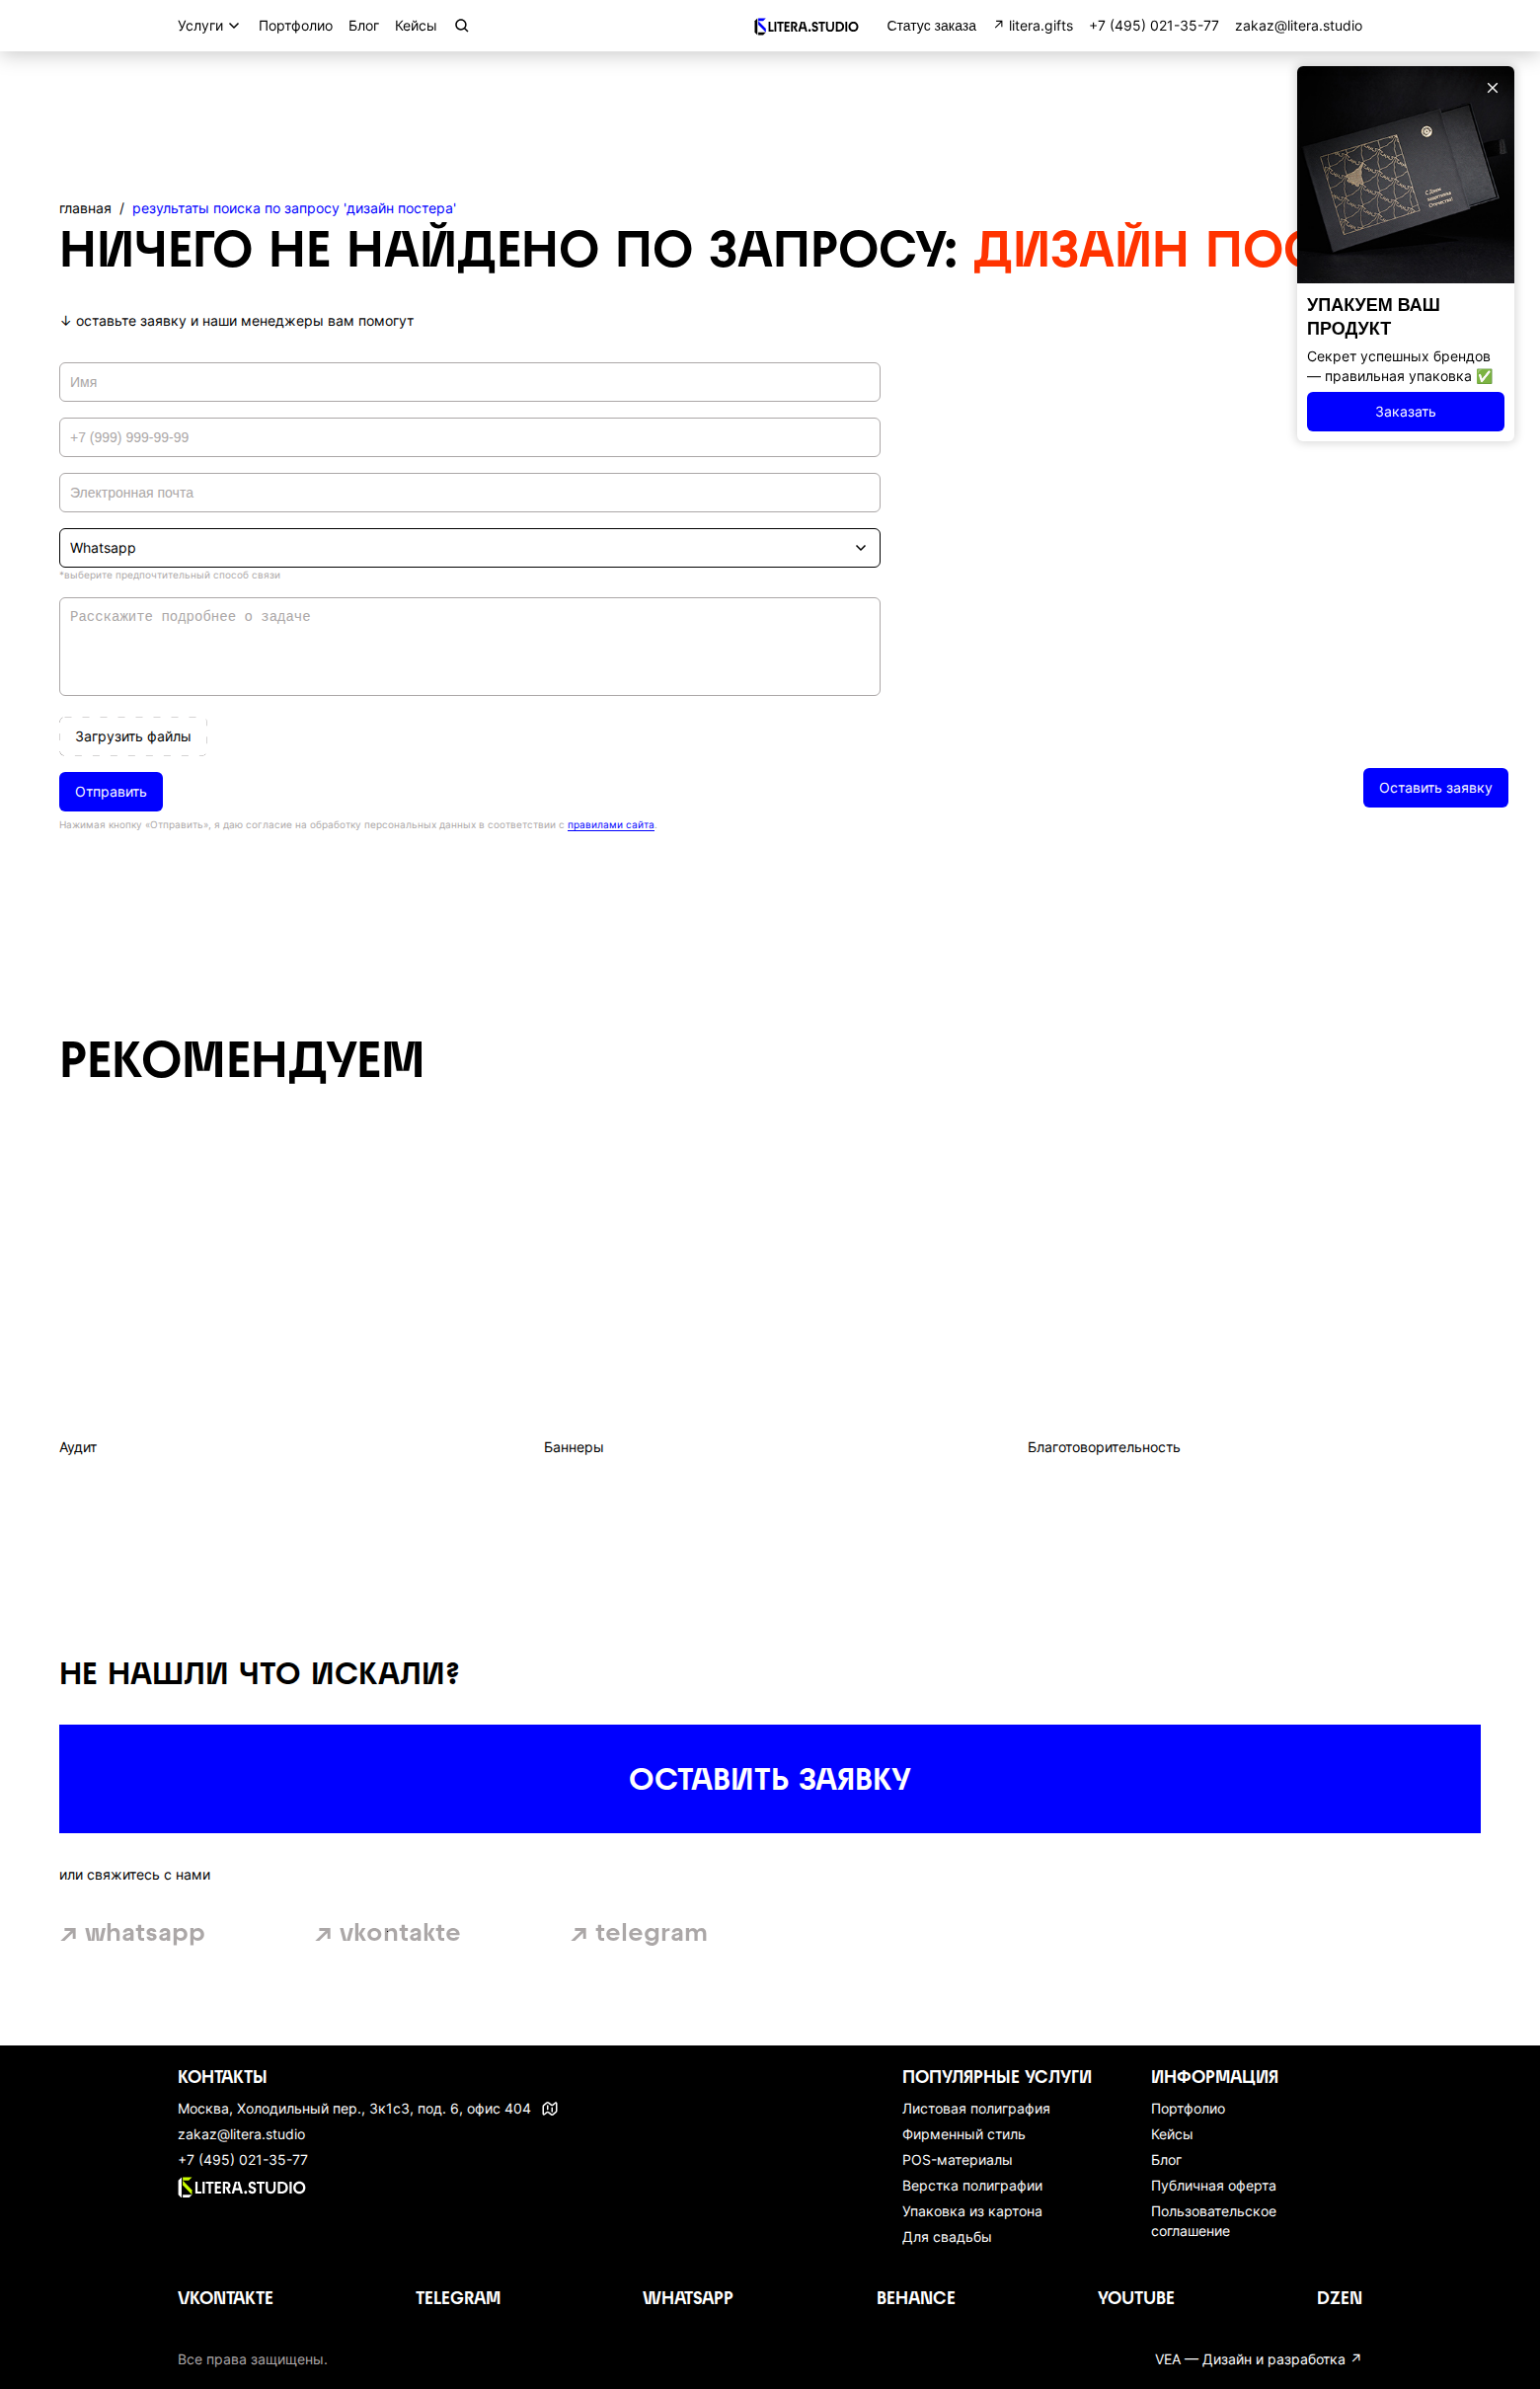 Услуги Портфолио Блог Кейсы LITERA.STUDIO Статус заказа ↗ litera.gifts +7 (495) 021-35-77 zakaz@litera.studio
главная / результаты поиска по запросу 'дизайн постера'
НИЧЕГО НЕ НАЙДЕНО ПО ЗАПРОСУ: ДИЗАЙН ПОС
↓ оставьте заявку и наши менеджеры вам помогут
УПАКУЕМ ВАШ
ПРОДУКТ
Секрет успешных брендов
— правильная упаковка ✅
Заказать
Имя
+7 (999) 999-99-99
Электронная почта
Whatsapp
*выберите предпочтительный способ связи
Расскажите подробнее о задаче
Загрузить файлы
Отправить
Оставить заявку
Нажимая кнопку «Отправить», я даю согласие на обработку персональных данных в соответствии с правилами сайта.
РЕКОМЕНДУЕМ
Аудит
Баннеры
Благотоворительность
НЕ НАШЛИ ЧТО ИСКАЛИ?
ОСТАВИТЬ ЗАЯВКУ
или свяжитесь с нами
↗ whatsapp ↗ vkontakte ↗ telegram
КОНТАКТЫ
Москва, Холодильный пер., 3к1с3, под. 6, офис 404
zakaz@litera.studio
+7 (495) 021-35-77
LITERA.STUDIO
ПОПУЛЯРНЫЕ УСЛУГИ
Листовая полиграфия
Фирменный стиль
POS-материалы
Верстка полиграфии
Упаковка из картона
Для свадьбы
ИНФОРМАЦИЯ
Портфолио
Кейсы
Блог
Публичная оферта
Пользовательское
соглашение
VKONTAKTE TELEGRAM WHATSAPP BEHANCE YOUTUBE DZEN
Все права защищены.
VEA — Дизайн и разработка ↗